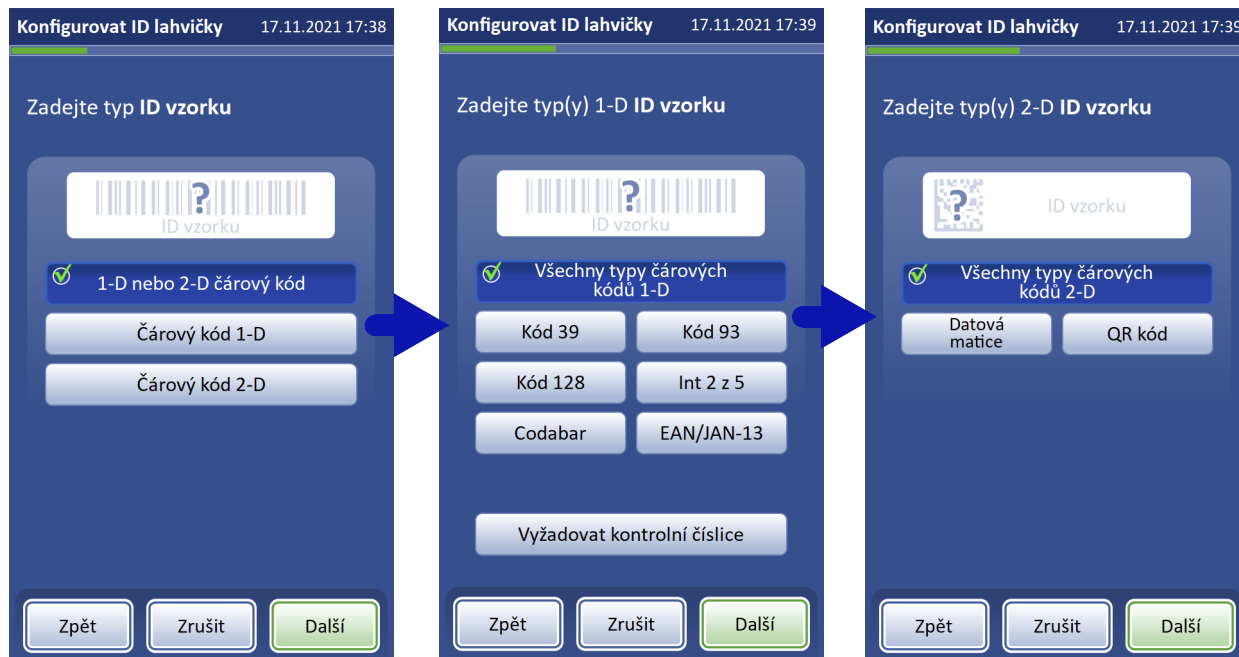 Konfigurovat ID lahvičky 17.11.2021 17:38
Zadejte typ ID vzorku
?
ID vzorku
1-D nebo 2-D čárový kód
Čárový kód 1-D
Čárový kód 2-D
Zpět Zrušit Další
Konfigurovat ID lahvičky 17.11.2021 17:39
Zadejte typ(y) 1-D ID vzorku
?
ID vzorku
Všechny typy čárových
kódů 1-D
Kód 39 Kód 93
Kód 128 Int 2 z 5
Codabar EAN/JAN-13
Vyžadovat kontrolní číslice
Zpět Zrušit Další
Konfigurovat ID lahvičky 17.11.2021 17:39
Zadejte typ(y) 2-D ID vzorku
? ID vzorku
Všechny typy čárových
kódů 2-D
Datová
matice
QR kód
Zpět Zrušit Další